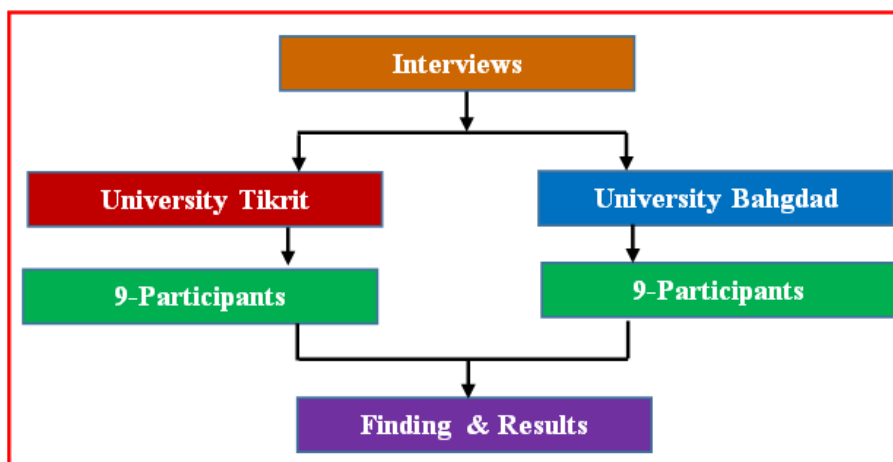 Interviews
University Tikrit
University Bahgdad
9-Participants
9-Participants
Finding & Results